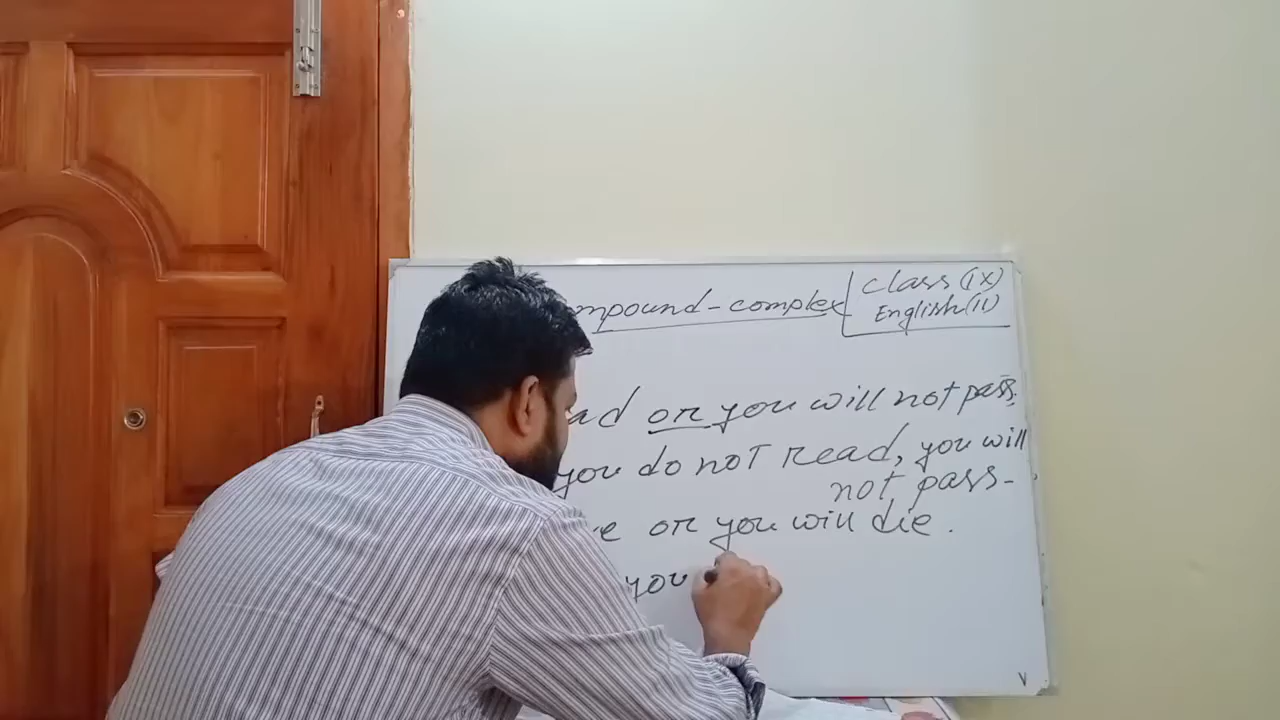 mpound-complex
Class (IX)
English (II)
ad or you will not pass.
you do not read, you will
not pass-
ve or you will die.
you